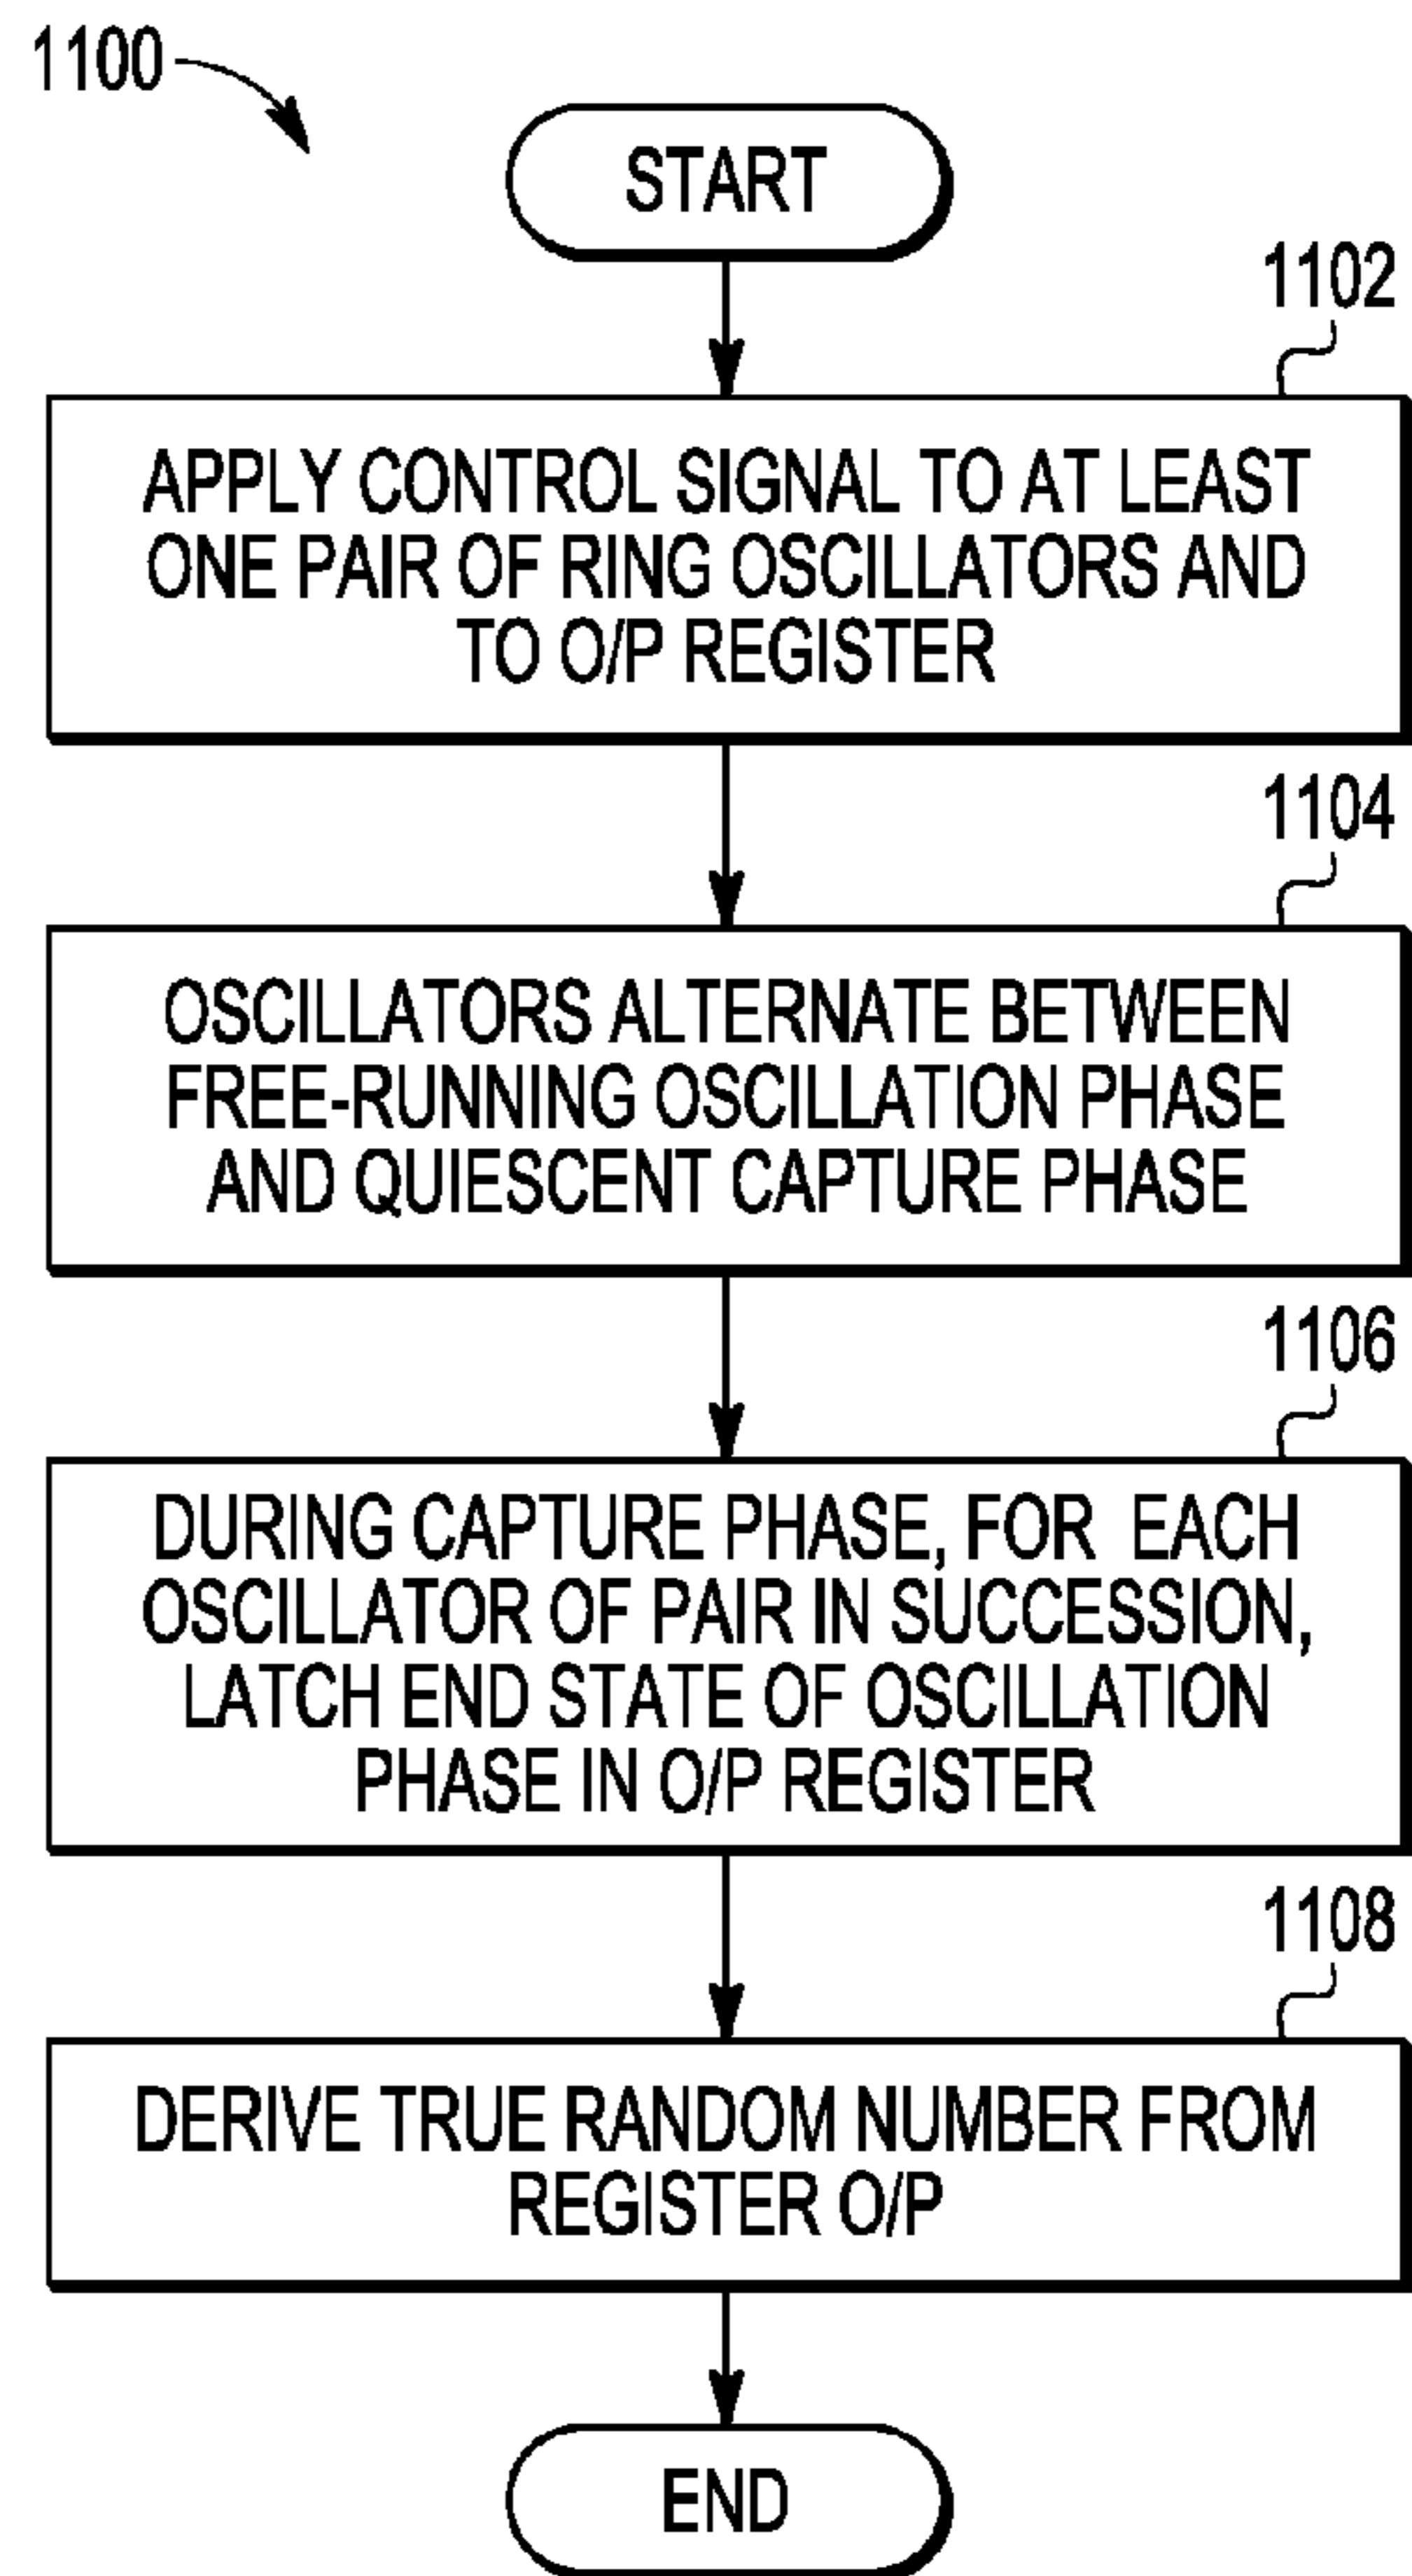 1100
START
1102
APPLY CONTROL SIGNAL TO AT LEAST
ONE PAIR OF RING OSCILLATORS AND
TO O/P REGISTER
1104
OSCILLATORS ALTERNATE BETWEEN
FREE-RUNNING OSCILLATION PHASE
AND QUIESCENT CAPTURE PHASE
1106
DURING CAPTURE PHASE, FOR EACH
OSCILLATOR OF PAIR IN SUCCESSION,
LATCH END STATE OF OSCILLATION
PHASE IN O/P REGISTER
1108
DERIVE TRUE RANDOM NUMBER FROM
REGISTER O/P
END